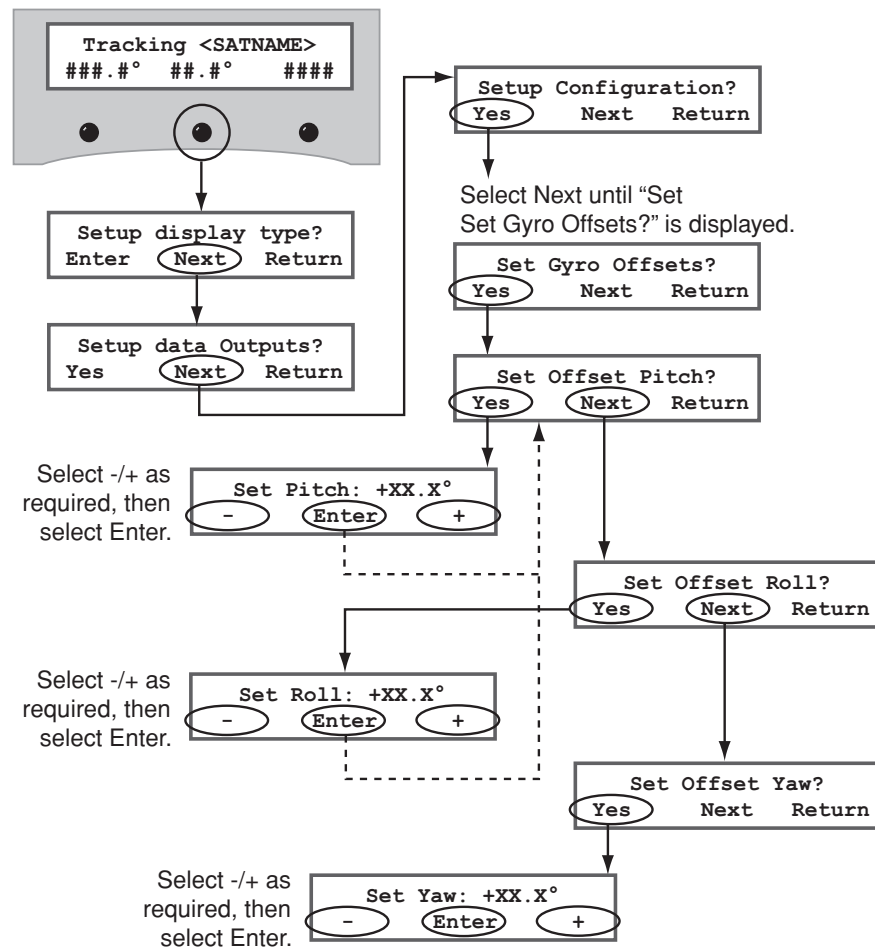 Tracking <SATNAME>
###.#° ##.#° ####
Setup display type?
Enter Next Return
Setup data Outputs?
Yes Next Return
Setup Configuration?
Yes Next Return
Select Next until “Set
Set Gyro Offsets?” is displayed.
Set Gyro Offsets?
Yes Next Return
Set Offset Pitch?
Yes Next Return
Select -/+ as
required, then
select Enter.
Set Pitch: +XX.X°
- Enter +
Set Offset Roll?
Yes Next Return
Select -/+ as
required, then
select Enter.
Set Roll: +XX.X°
- Enter +
Set Offset Yaw?
Yes Next Return
Select -/+ as
required, then
select Enter.
Set Yaw: +XX.X°
- Enter +